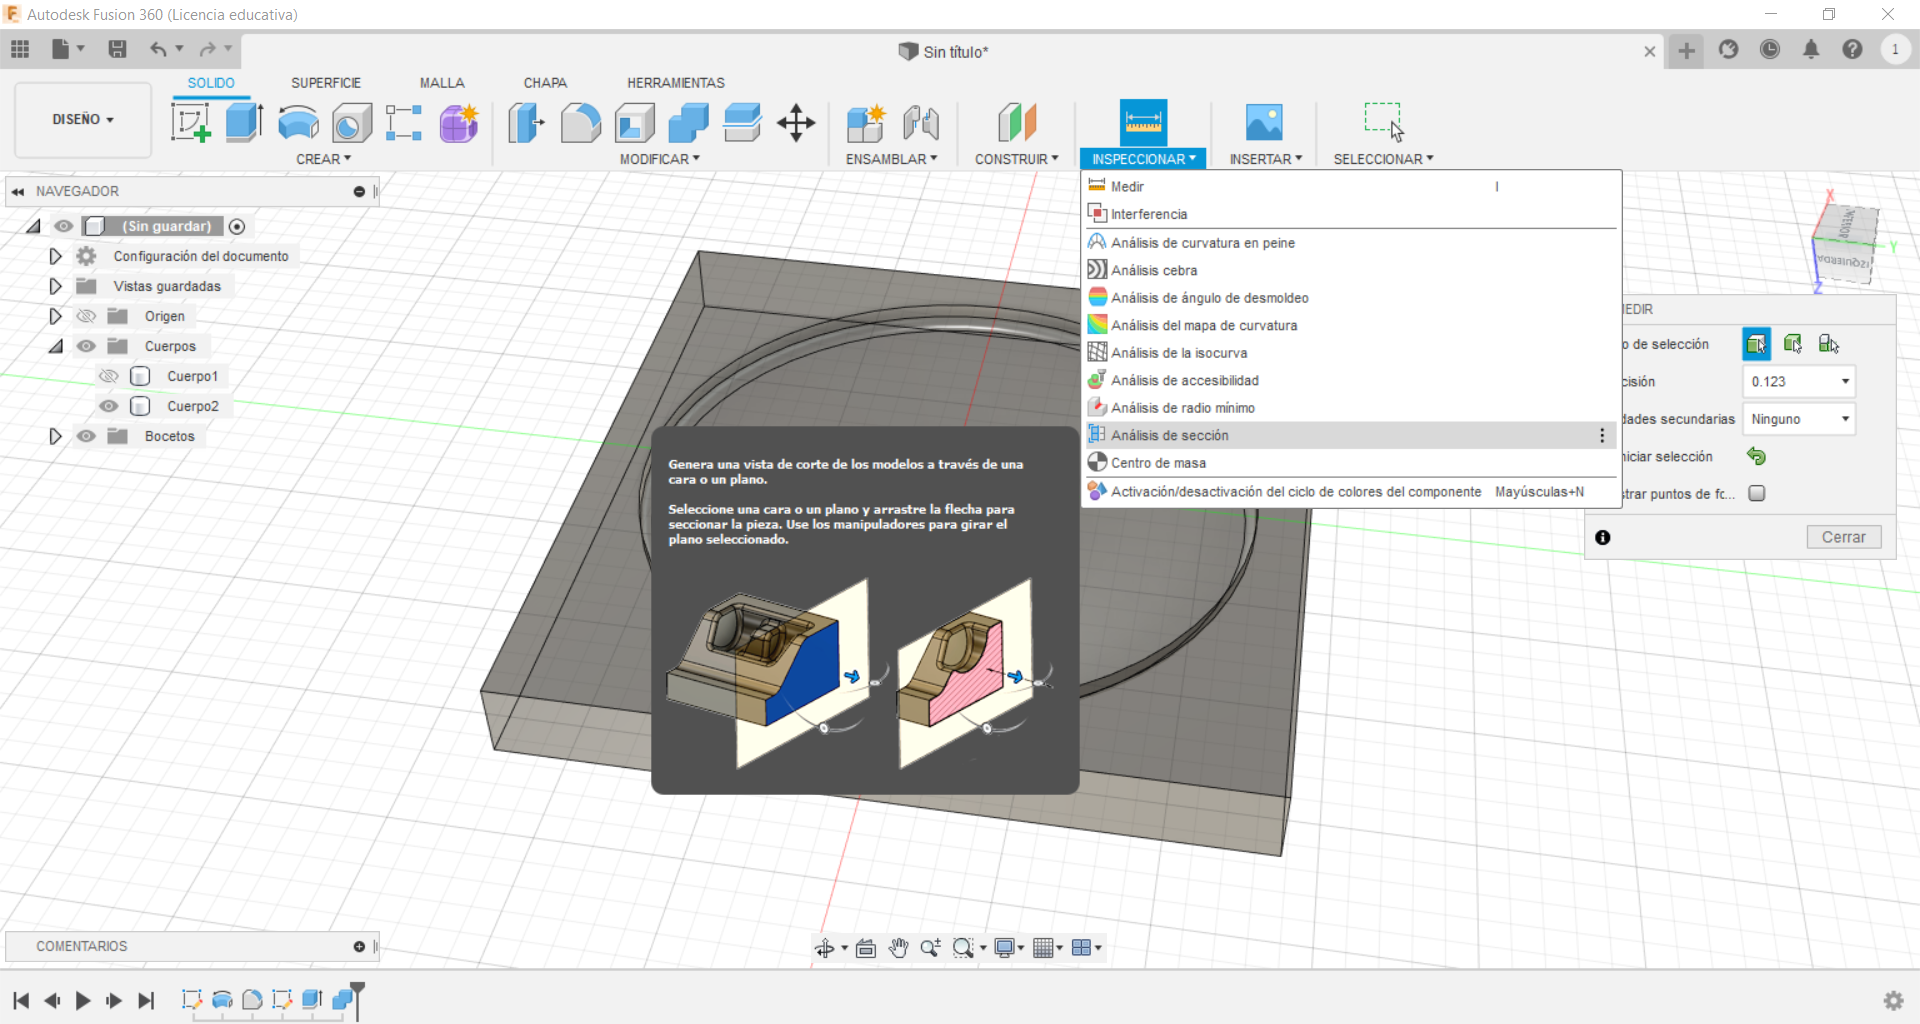 Autodesk Fusion 360 (Licencia educativa)
Sin título*
1
DISEÑO
SOLIDO
SUPERFICIE
MALLA
CHAPA
HERRAMIENTAS
CREAR
MODIFICAR
ENSAMBLAR
CONSTRUIR
INSPECCIONAR
INSERTAR
SELECCIONAR
NAVEGADOR
(Sin guardar)
Configuración del documento
Vistas guardadas
Origen
Cuerpos
Cuerpo1
Cuerpo2
Bocetos
Medir I
Interferencia
Análisis de curvatura en peine
Análisis cebra
Análisis de ángulo de desmoldeo
Análisis del mapa de curvatura
Análisis de la isocurva
Análisis de accesibilidad
Análisis de radio mínimo
Análisis de sección
Centro de masa
Activación/desactivación del ciclo de colores del componente Mayúsculas+N
Genera una vista de corte de los modelos a través de una
cara o un plano.
Seleccione una cara o un plano y arrastre la flecha para
seccionar la pieza. Use los manipuladores para girar el
plano seleccionado.
X
Y
Z
IZQUIERDA
EDIR
o de selección
cisión 0.123
dades secundarias Ninguno
niciar selección
strar puntos de fc...
Cerrar
COMENTARIOS